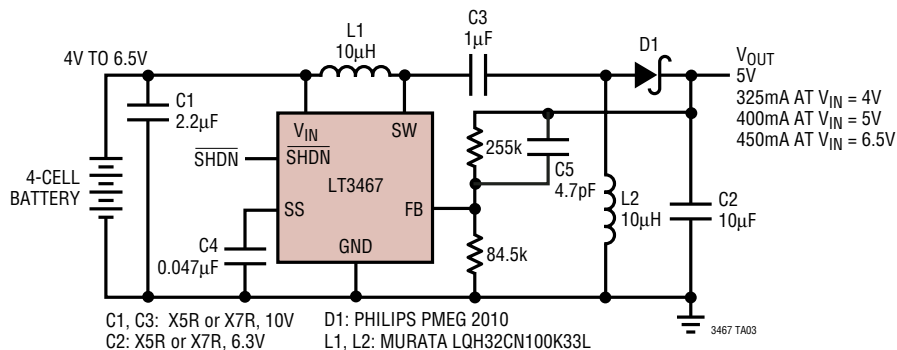 4V TO 6.5V
L1
10µH
C3
1µF
D1
VOUT
5V
325mA AT VIN = 4V
400mA AT VIN = 5V
450mA AT VIN = 6.5V
C1
2.2µF
VIN
SW
SHDN
SHDN
LT3467
255k
C5
4.7pF
4-CELL
BATTERY
SS
FB
L2
10µH
C2
10µF
C4
0.047µF
GND
84.5k
C1, C3: X5R or X7R, 10V
C2: X5R or X7R, 6.3V
D1: PHILIPS PMEG 2010
L1, L2: MURATA LQH32CN100K33L
3467 TA03